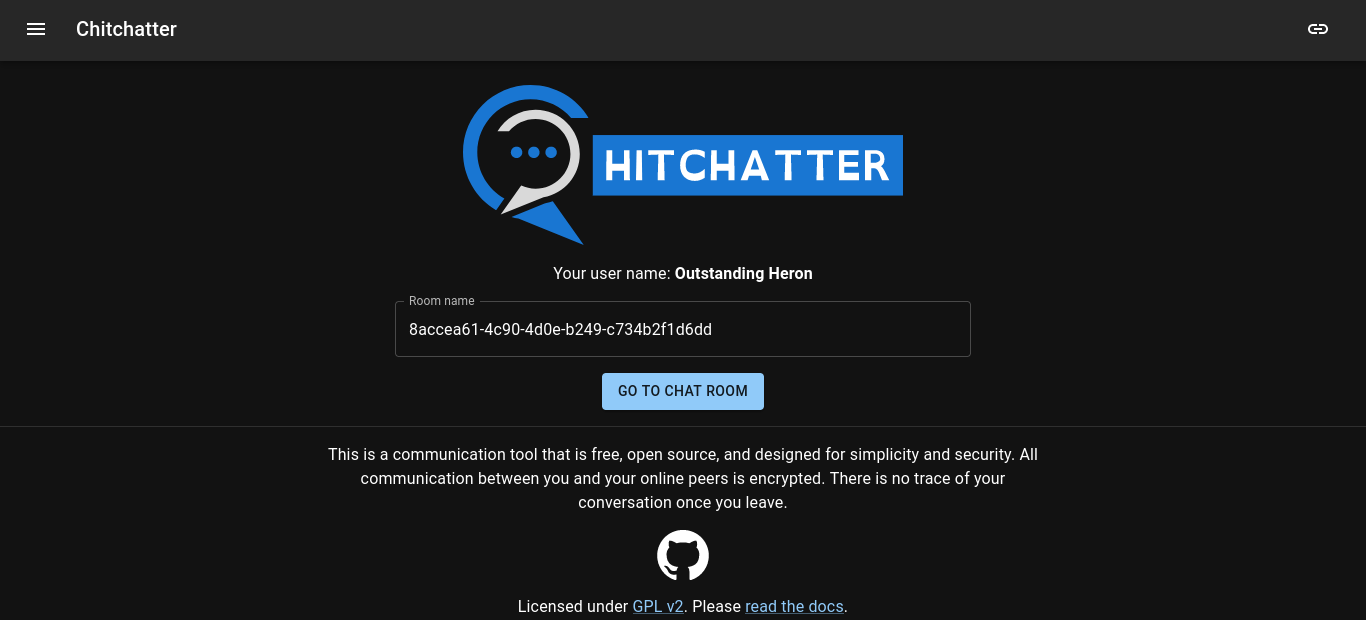 Chitchatter
HITCHATTER
Your user name: Outstanding Heron
Room name
8accea61-4c90-4d0e-b249-c734b2f1d6dd
GO TO CHAT ROOM
This is a communication tool that is free, open source, and designed for simplicity and security. All
communication between you and your online peers is encrypted. There is no trace of your
conversation once you leave.
Licensed under GPL v2. Please read the docs.